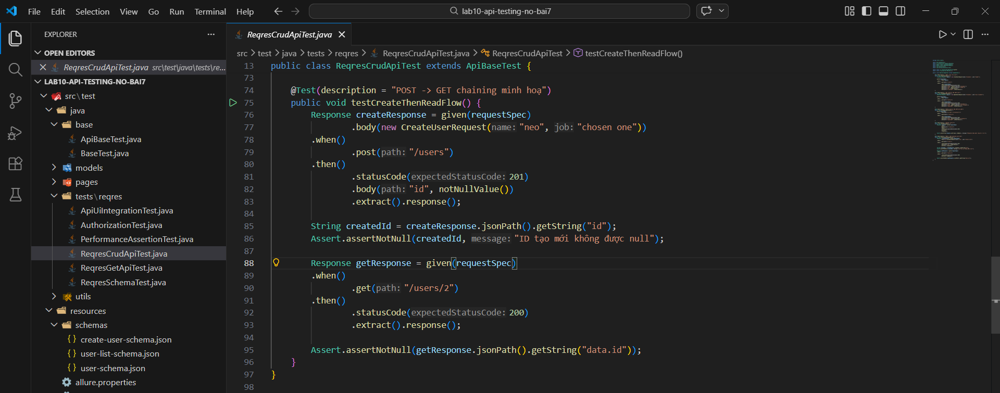 File Edit Selection View Go Run Terminal Help
lab10-api-testing-no-bai7
EXPLORER
OPEN EDITORS
ReqresCrudApiTest.java src\test\java\tests\re...
LAB10-API-TESTING-NO-BAI7
src\test
java
base
ApiBaseTest.java
BaseTest.java
models
pages
tests\reqres
ApiUiIntegrationTest.java
AuthorizationTest.java
PerformanceAssertionTest.java
ReqresCrudApiTest.java
ReqresGetApiTest.java
ReqresSchemaTest.java
utils
resources
schemas
{} create-user-schema.json
{} user-list-schema.json
{} user-schema.json
allure.properties
ReqresCrudApiTest.java
src > test > java > tests > reqres > ReqresCrudApiTest.java > ReqresCrudApiTest > testCreateThenReadFlow()
13 public class ReqresCrudApiTest extends ApiBaseTest {
73
74 @Test(description = "POST -> GET chaining minh hoạ")
75 public void testCreateThenReadFlow() {
76 Response createResponse = given(requestSpec)
77 .body(new CreateUserRequest(name: "neo", job: "chosen one"))
78 .when()
79 .post(path: "/users")
80 .then()
81 .statusCode(expectedStatusCode: 201)
82 .body(path: "id", notNullValue())
83 .extract().response();
84
85 String createdId = createResponse.jsonPath().getString("id");
86 Assert.assertNotNull(createdId, message: "ID tạo mới không được null");
87
88 Response getResponse = given(requestSpec)
89 .when()
90 .get(path: "/users/2")
91 .then()
92 .statusCode(expectedStatusCode: 200)
93 .extract().response();
94
95 Assert.assertNotNull(getResponse.jsonPath().getString("data.id"));
96 }
97 }
98